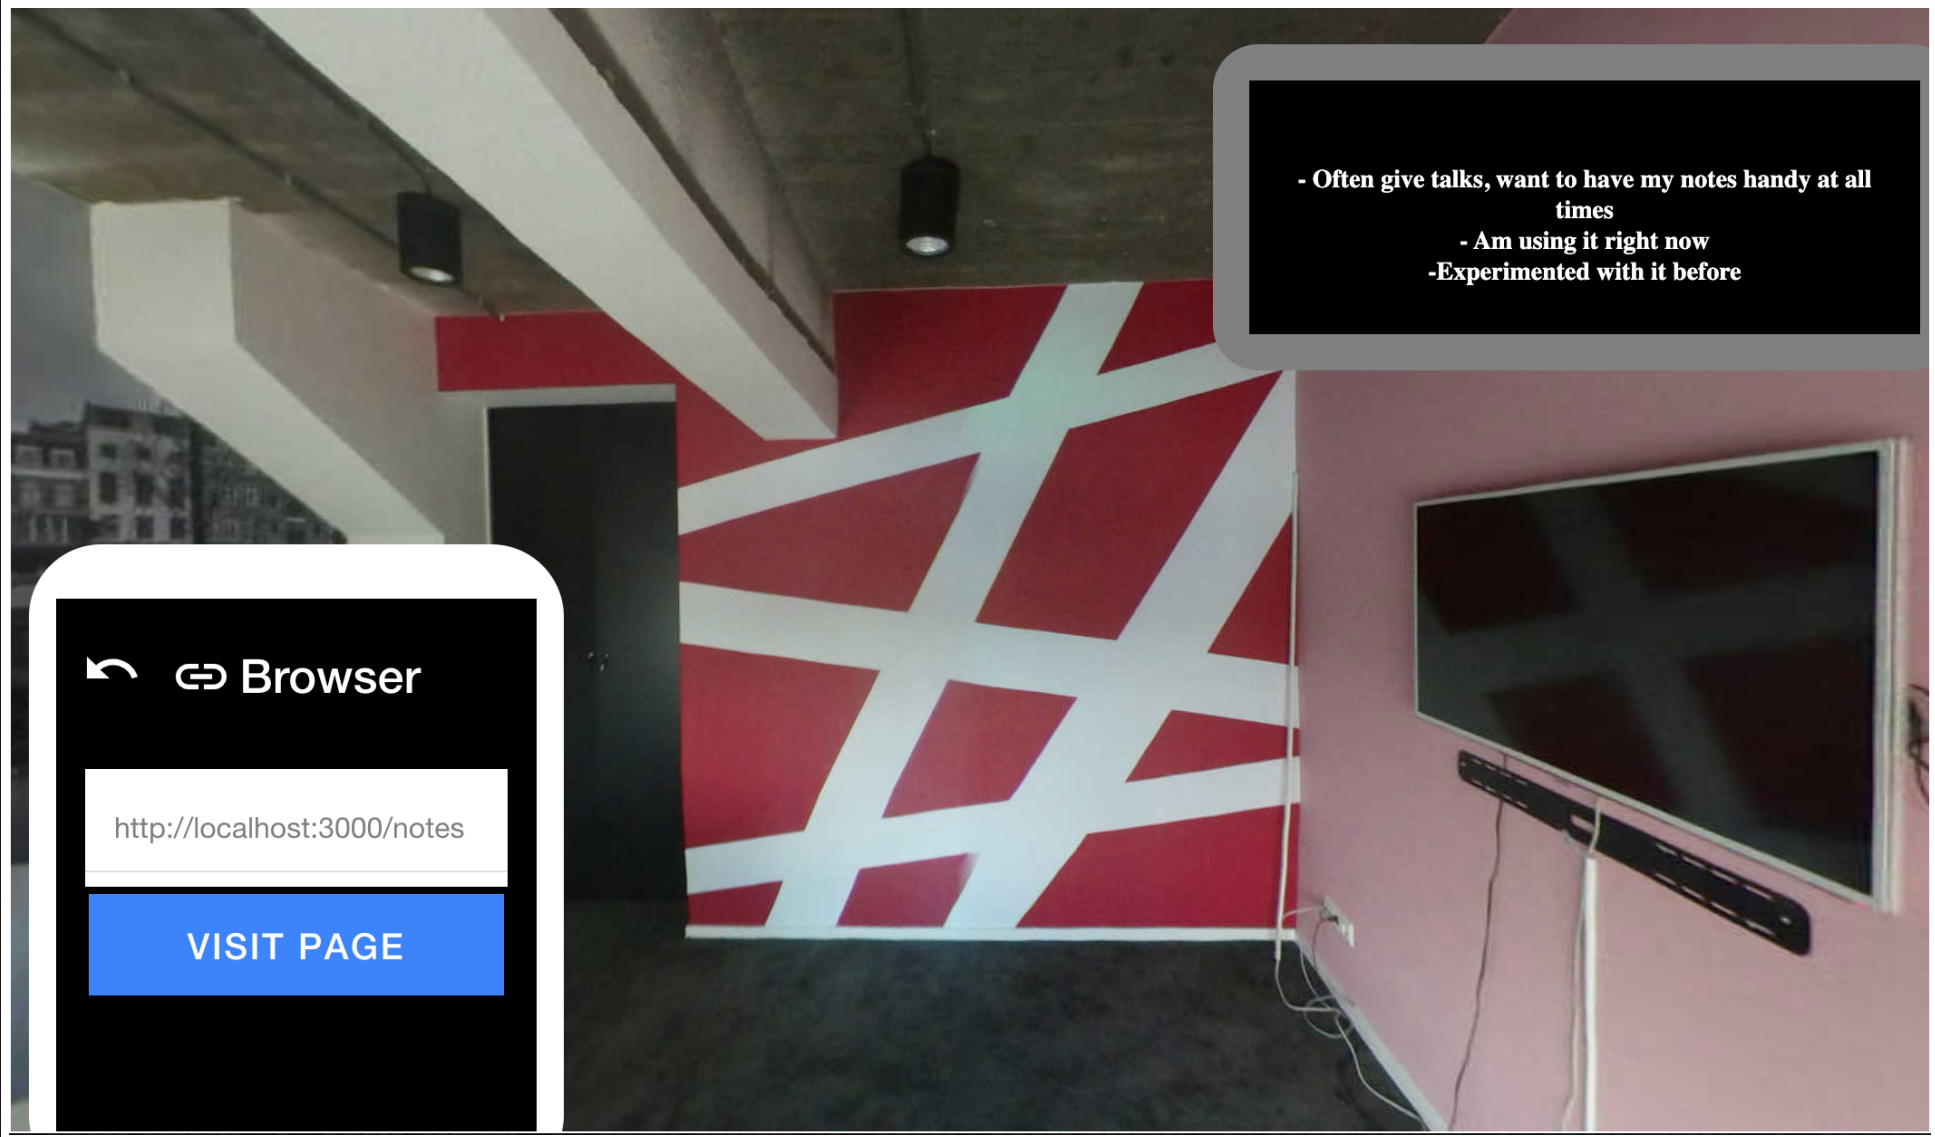 - Often give talks, want to have my notes handy at all
times
- Am using it right now
-Experimented with it before
Browser
http://localhost:3000/notes
VISIT PAGE